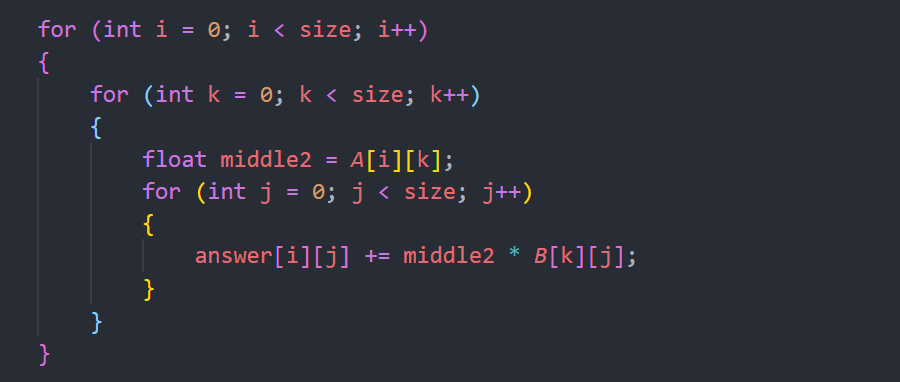 for (int i = 0; i < size; i++)
{
for (int k = 0; k < size; k++)
{
float middle2 = A[i][k];
for (int j = 0; j < size; j++)
{
answer[i][j] += middle2 * B[k][j];
}
}
}